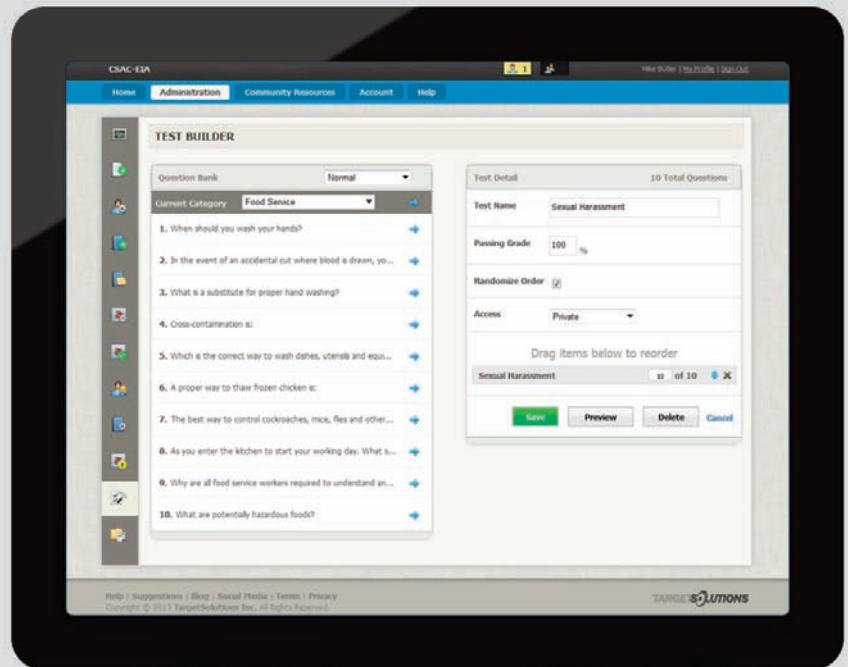 CSAC-EIA
1
Mike Butler | My Profile | Sign Out
Home Administration Community Resources Account Help
TEST BUILDER
Question Bank Normal
Current Category Food Service
1. When should you wash your hands?
2. In the event of an accidental cut where blood is drawn, yo...
3. What is a substitute for proper hand washing?
4. Cross-contamination is:
5. Which is the correct way to wash dishes, utensils and equi...
6. A proper way to thaw frozen chicken is:
7. The best way to control cockroaches, mice, flies and other...
8. As you enter the kitchen to start your working day. What s...
9. Why are all food service workers required to understand an...
10. What are potentially hazardous foods?
Test Detail 10 Total Questions
Test Name Sexual Harassment
Passing Grade 100 %
Randomize Order
Access Private
Drag items below to reorder
Sexual Harassment 10 of 10
Save Preview Delete Cancel
Help | Suggestions | Blog | Social Media | Terms | Privacy
Copyright © 2013 TargetSolutions Inc. All Rights Reserved.
TARGETSOLUTIONS